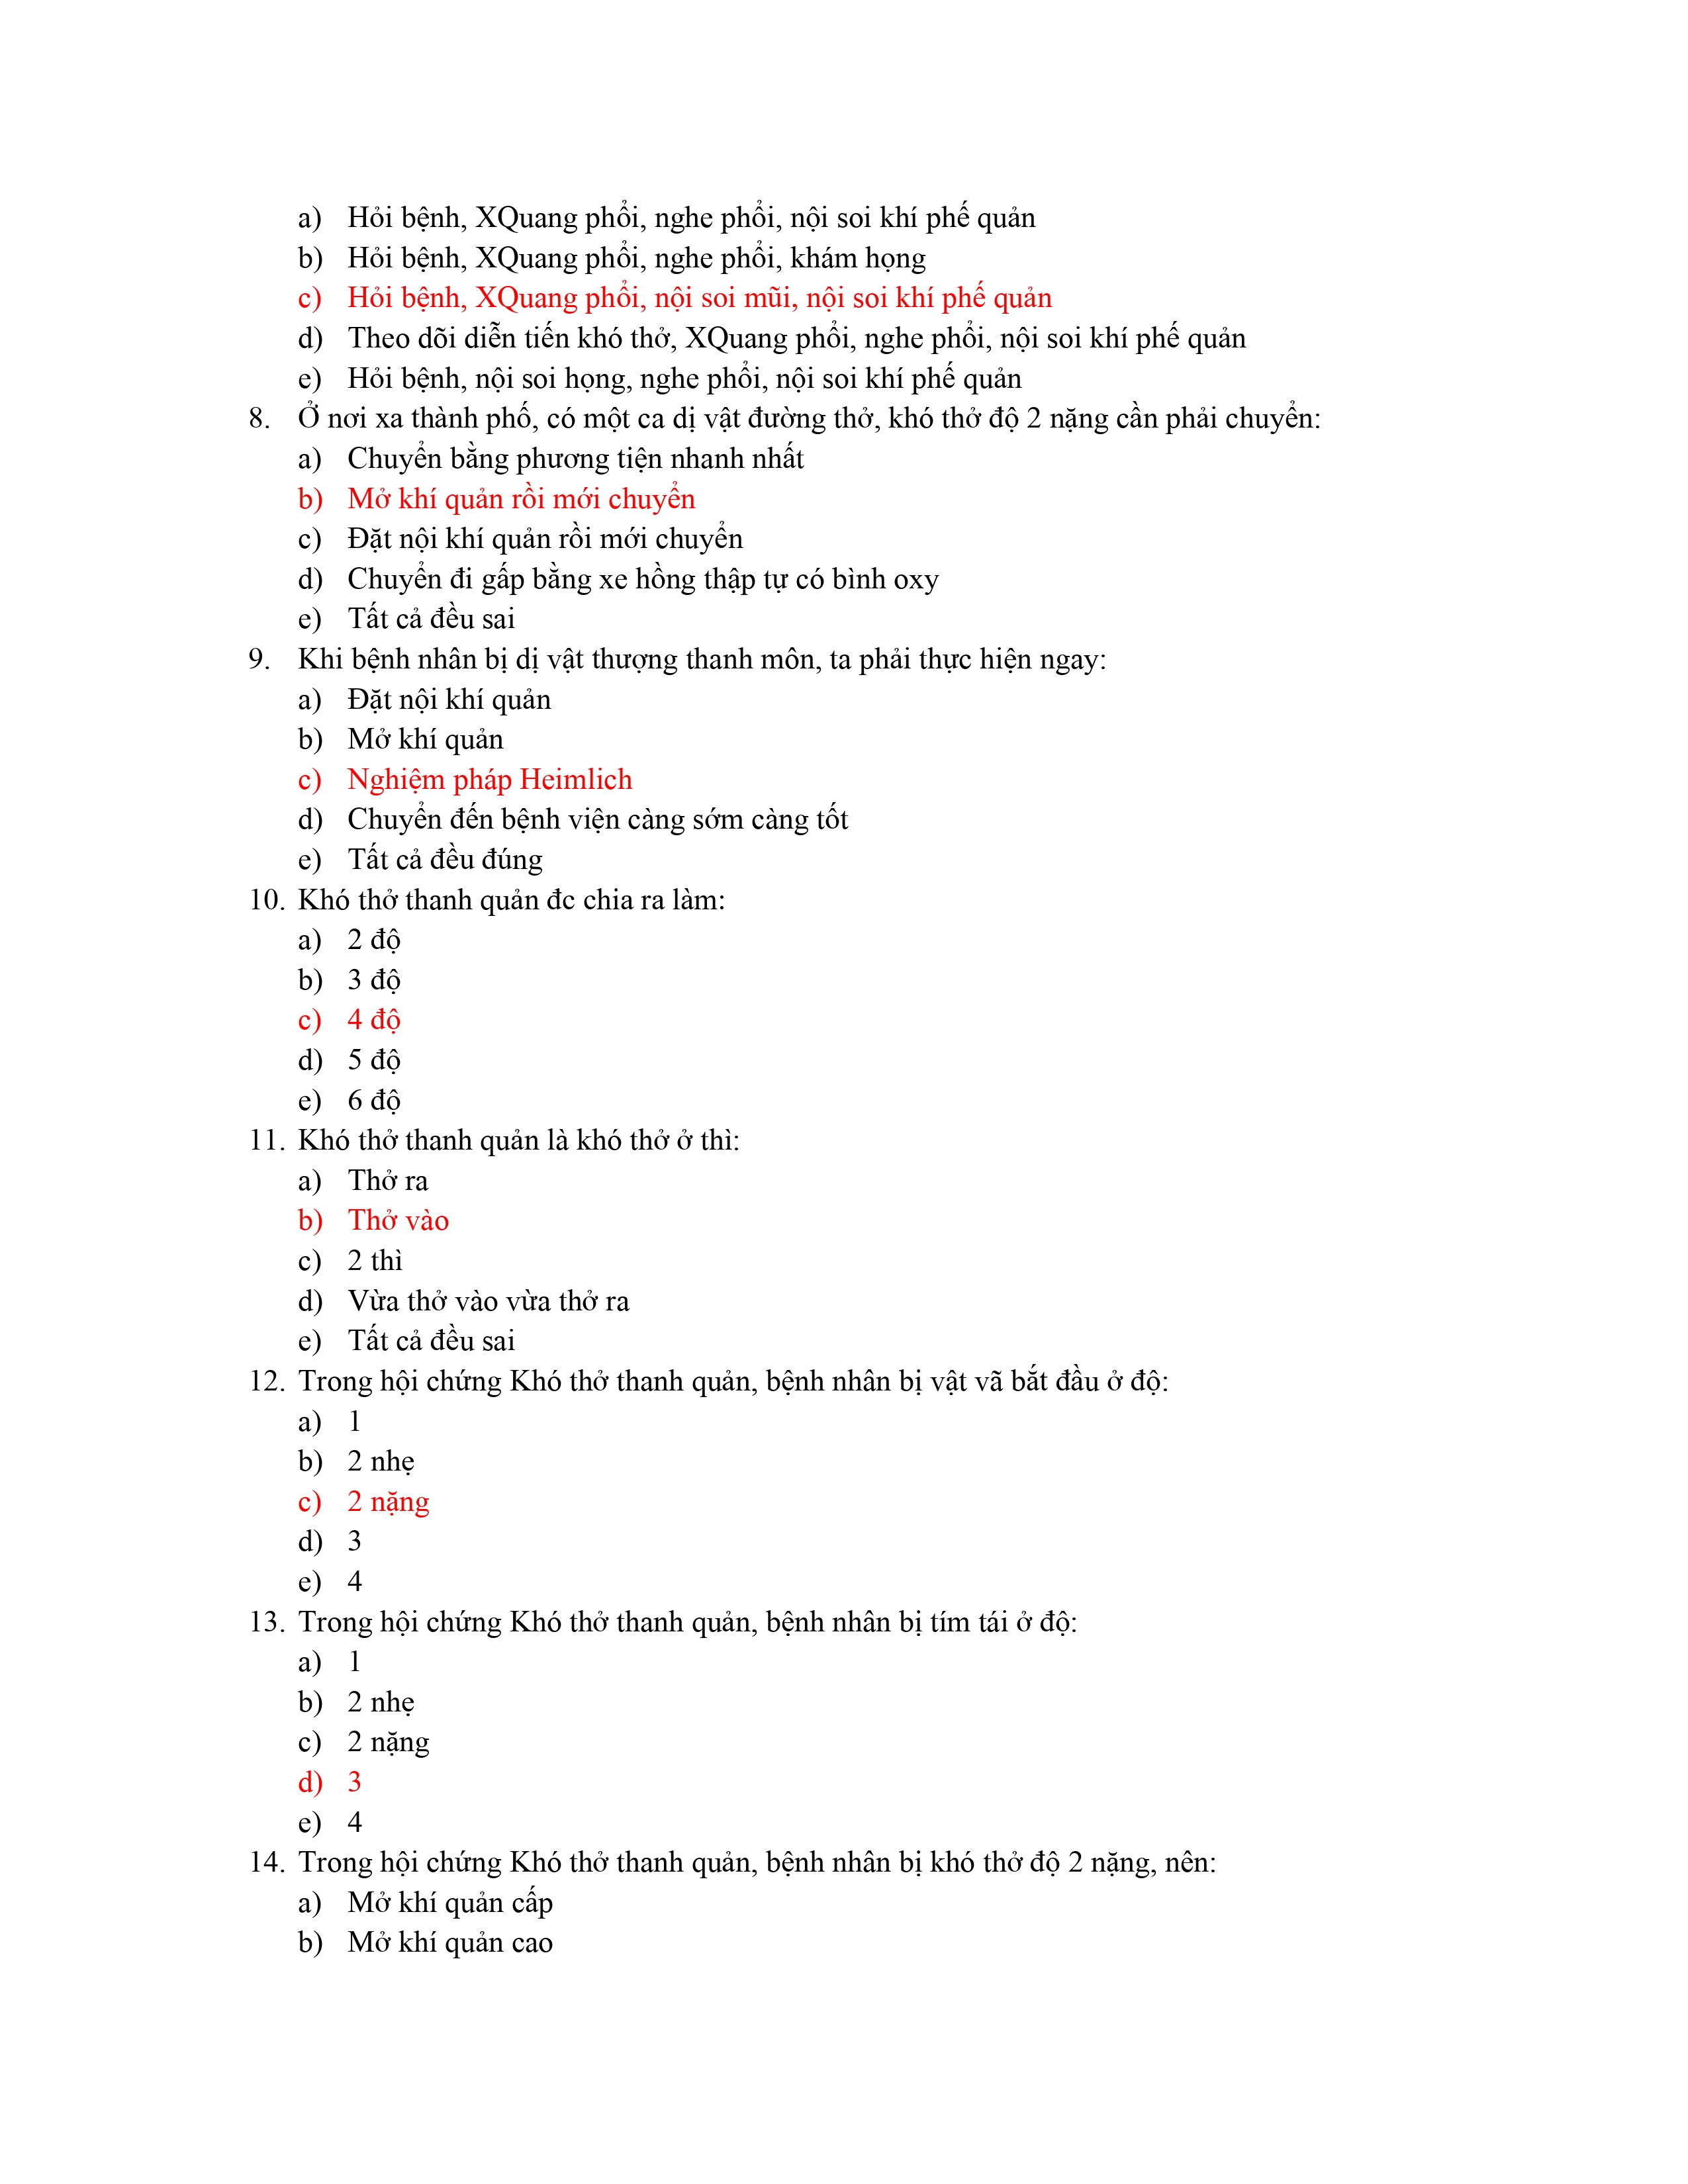 a) Hỏi bệnh, XQuang phổi, nghe phổi, nội soi khí phế quản
b) Hỏi bệnh, XQuang phổi, nghe phổi, khám họng
c) Hỏi bệnh, XQuang phổi, nội soi mũi, nội soi khí phế quản
d) Theo dõi diễn tiến khó thở, XQuang phổi, nghe phổi, nội soi khí phế quản
e) Hỏi bệnh, nội soi họng, nghe phổi, nội soi khí phế quản
8. Ở nơi xa thành phố, có một ca dị vật đường thở, khó thở độ 2 nặng cần phải chuyển:
a) Chuyển bằng phương tiện nhanh nhất
b) Mở khí quản rồi mới chuyển
c) Đặt nội khí quản rồi mới chuyển
d) Chuyển đi gấp bằng xe hồng thập tự có bình oxy
e) Tất cả đều sai
9. Khi bệnh nhân bị dị vật thượng thanh môn, ta phải thực hiện ngay:
a) Đặt nội khí quản
b) Mở khí quản
c) Nghiệm pháp Heimlich
d) Chuyển đến bệnh viện càng sớm càng tốt
e) Tất cả đều đúng
10. Khó thở thanh quản đc chia ra làm:
a) 2 độ
b) 3 độ
c) 4 độ
d) 5 độ
e) 6 độ
11. Khó thở thanh quản là khó thở ở thì:
a) Thở ra
b) Thở vào
c) 2 thì
d) Vừa thở vào vừa thở ra
e) Tất cả đều sai
12. Trong hội chứng Khó thở thanh quản, bệnh nhân bị vật vã bắt đầu ở độ:
a) 1
b) 2 nhẹ
c) 2 nặng
d) 3
e) 4
13. Trong hội chứng Khó thở thanh quản, bệnh nhân bị tím tái ở độ:
a) 1
b) 2 nhẹ
c) 2 nặng
d) 3
e) 4
14. Trong hội chứng Khó thở thanh quản, bệnh nhân bị khó thở độ 2 nặng, nên:
a) Mở khí quản cấp
b) Mở khí quản cao